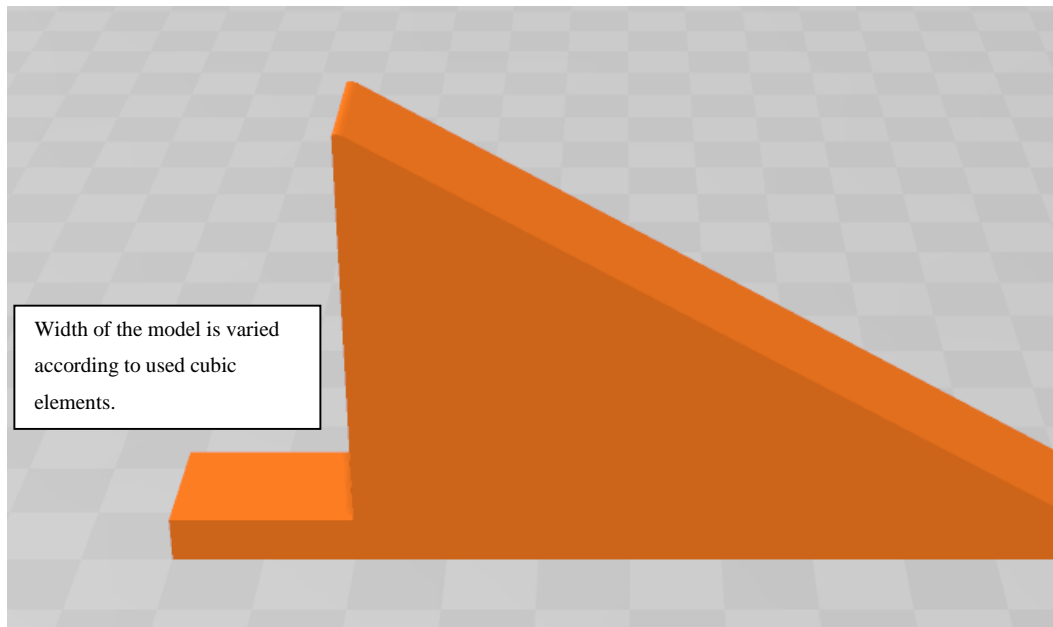 Width of the model is varied
according to used cubic
elements.